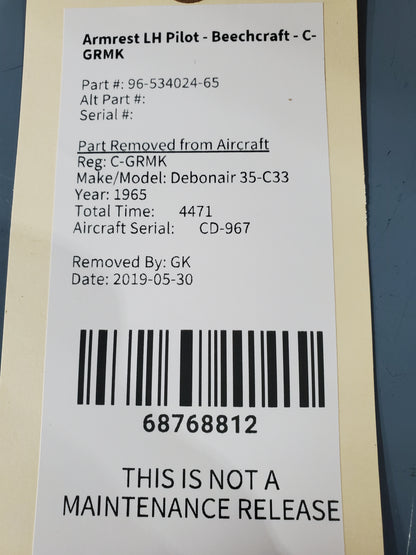 Armrest LH Pilot - Beechcraft - C-
GRMK
Part #: 96-534024-65
Alt Part #:
Serial #:
Part Removed from Aircraft
Reg: C-GRMK
Make/Model: Debonair 35-C33
Year: 1965
Total Time: 4471
Aircraft Serial: CD-967
Removed By: GK
Date: 2019-05-30
68768812
THIS IS NOT A
MAINTENANCE RELEASE